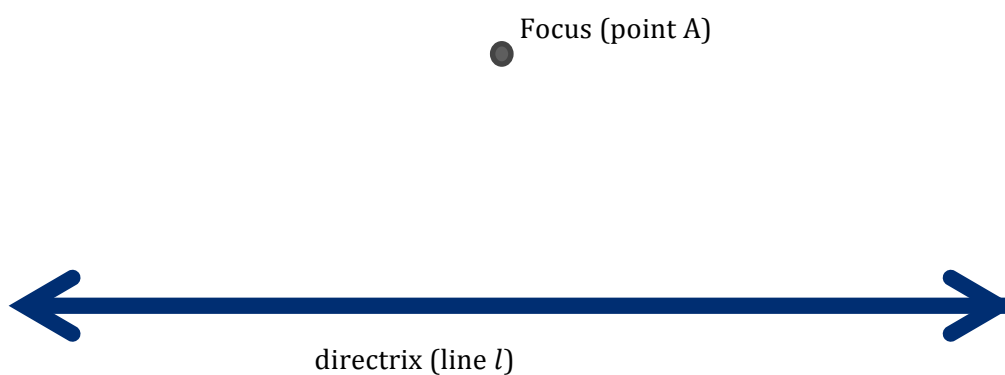 Focus (point A)
directrix (line l)